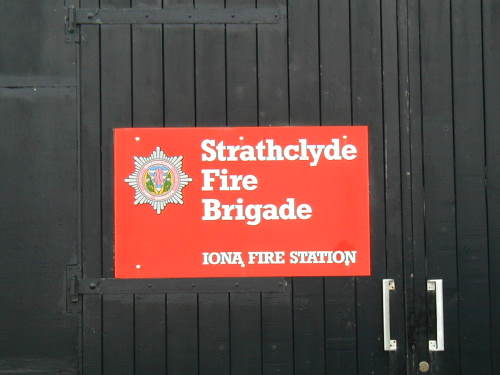 Strathclyde
Fire
Brigade
IONA FIRE STATION